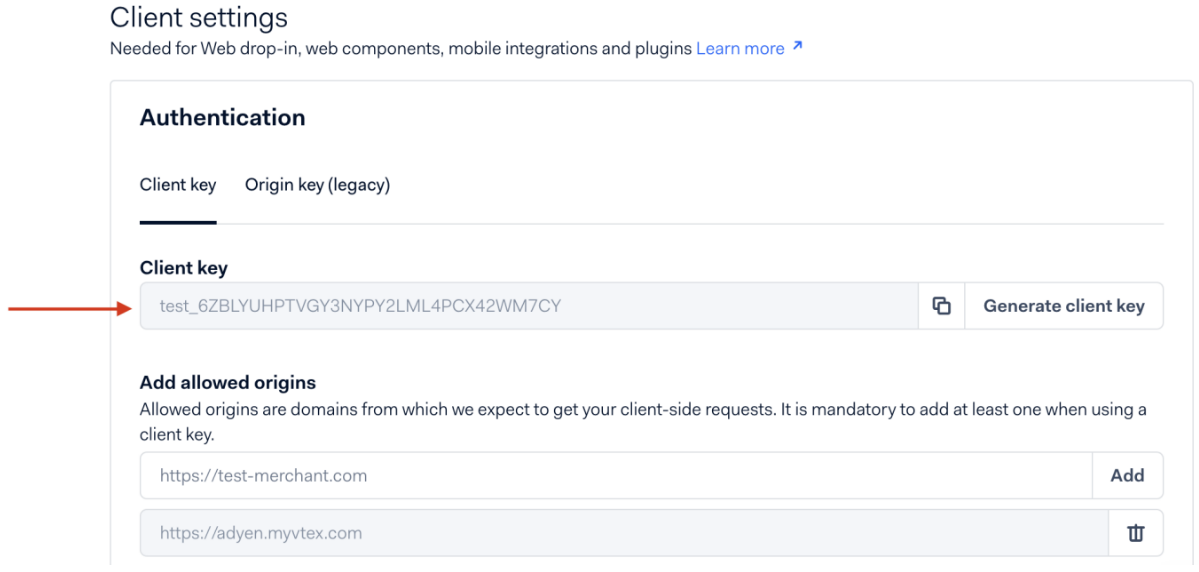 Client settings
Needed for Web drop-in, web components, mobile integrations and plugins Learn more
Authentication
Client key Origin key (legacy)
Client key
test_6ZBLYUHPTVGY3NYPY2LML4PCX42WM7CY Generate client key
Add allowed origins
Allowed origins are domains from which we expect to get your client-side requests. It is mandatory to add at least one when using a
client key.
https://test-merchant.com Add
https://adyen.myvtex.com